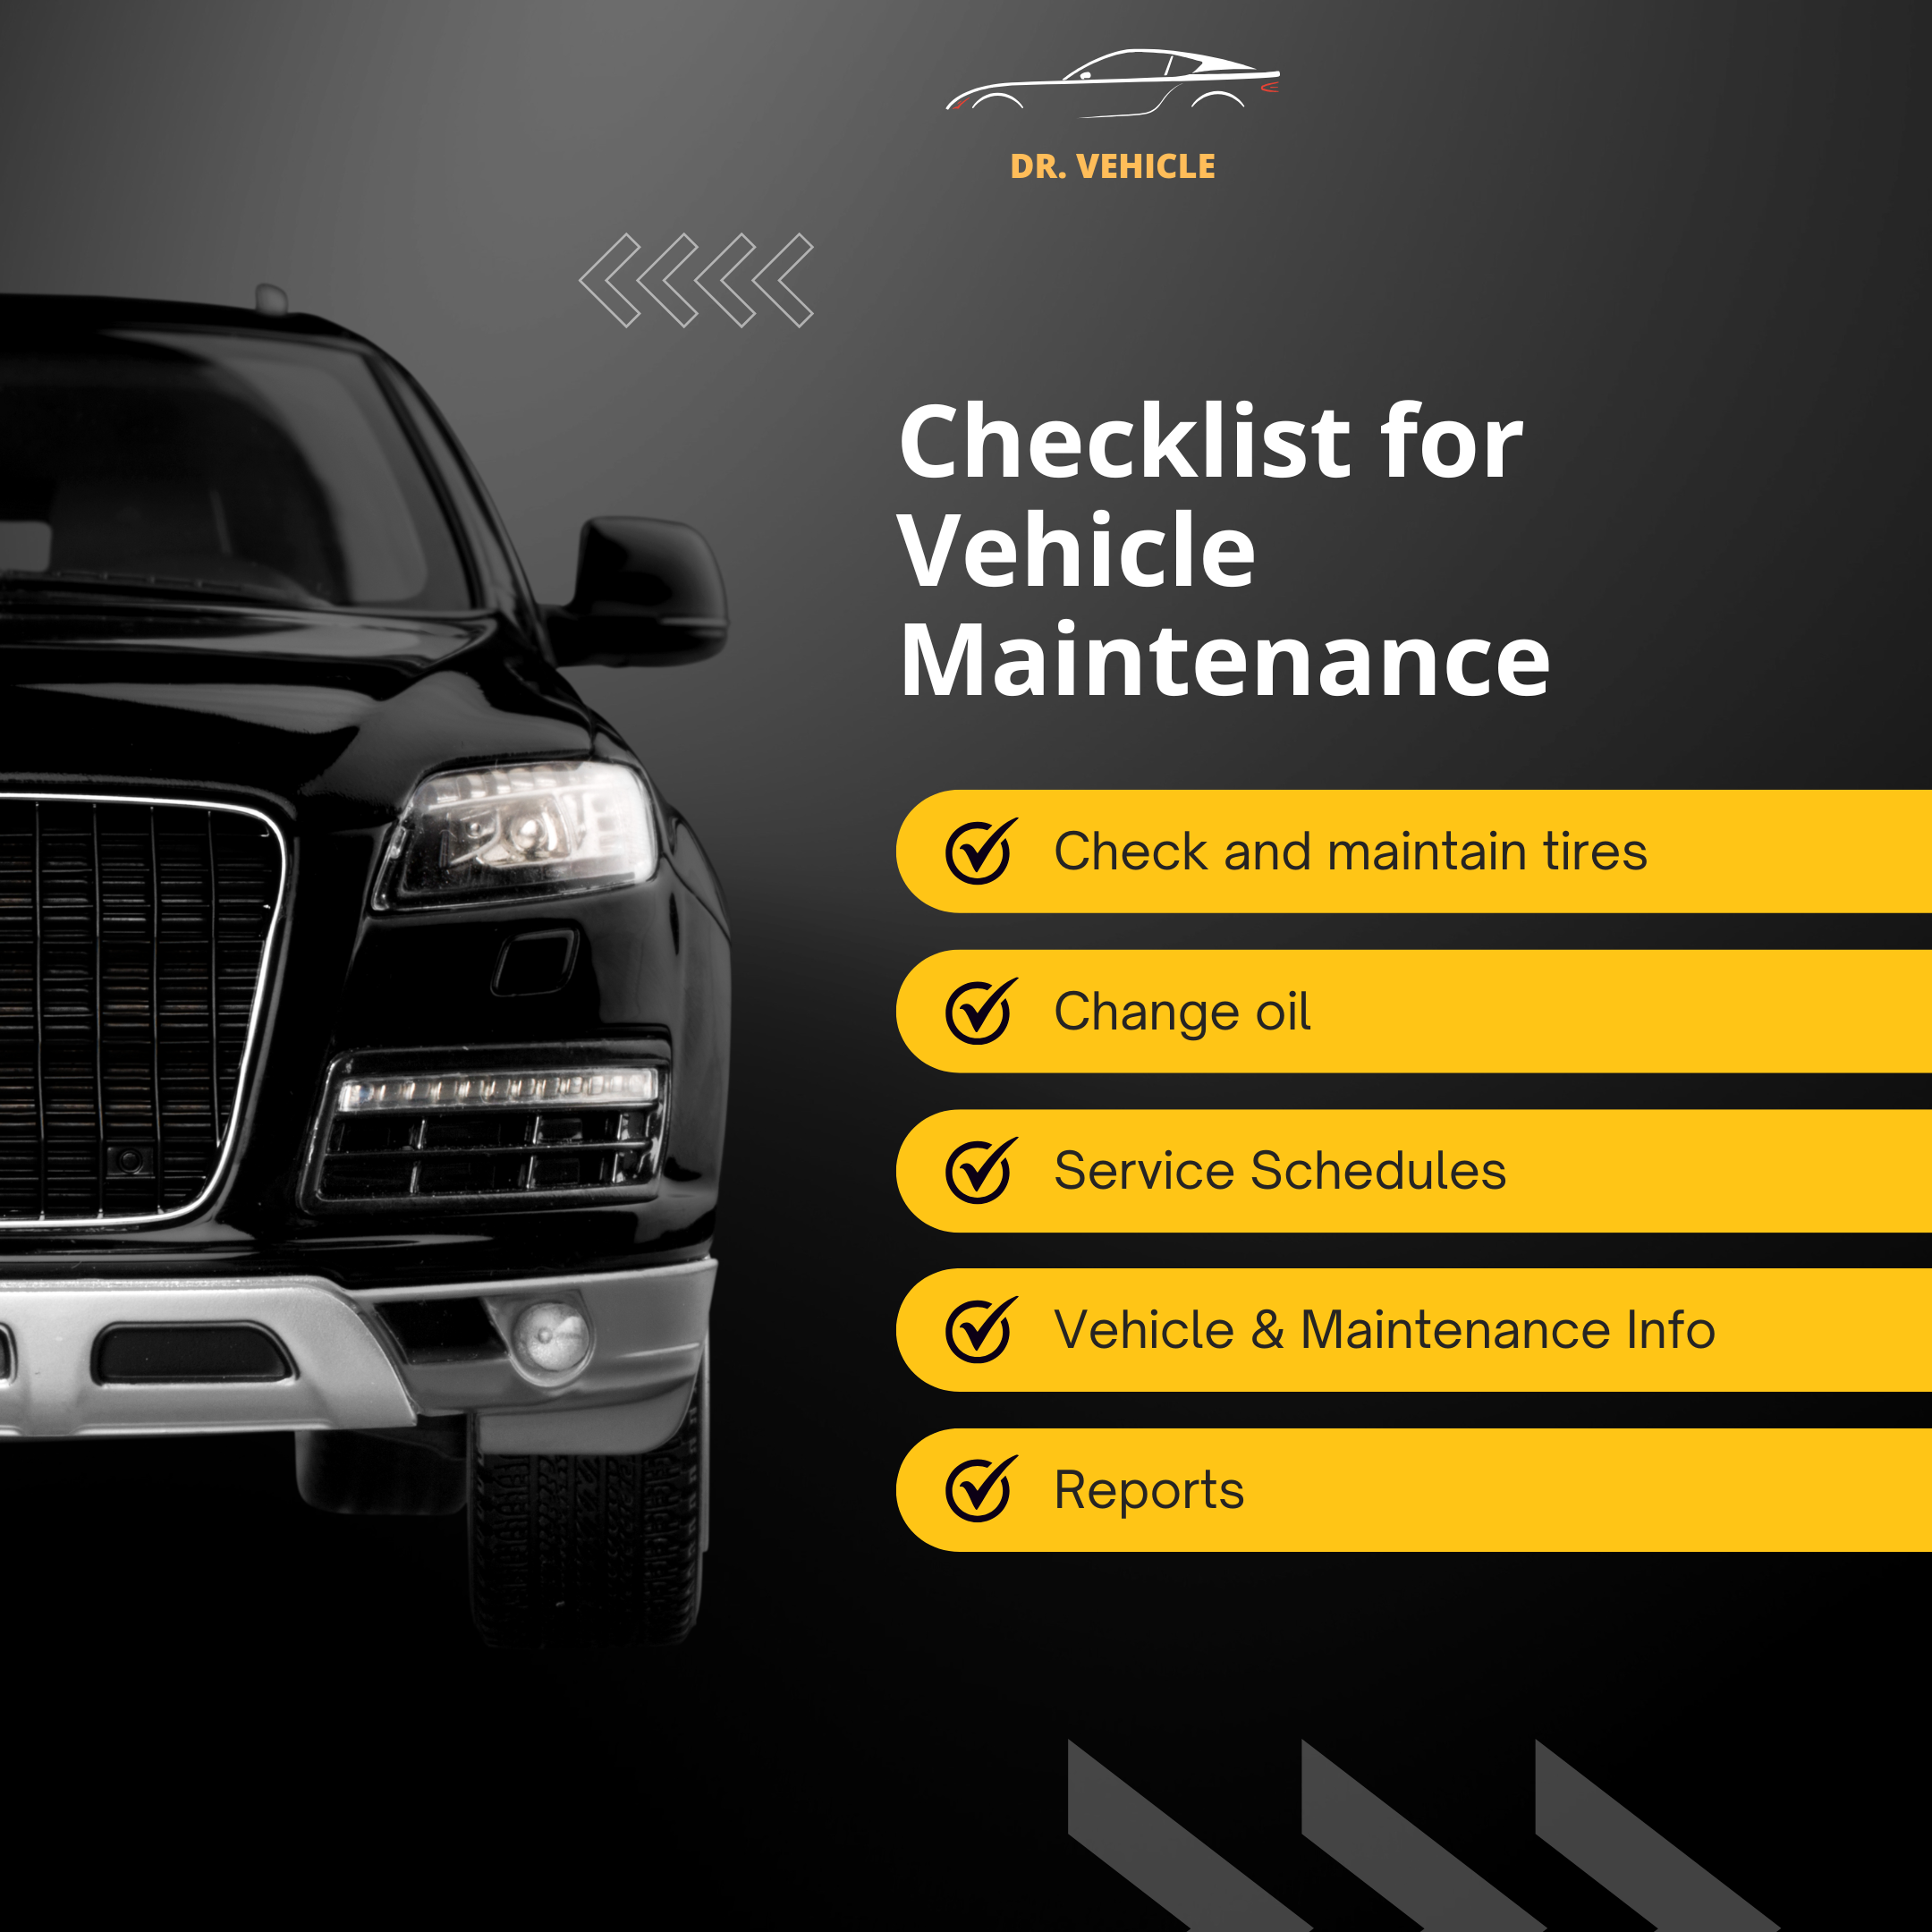 DR. VEHICLE
Checklist for
Vehicle
Maintenance
Check and maintain tires
Change oil
Service Schedules
Vehicle & Maintenance Info
Reports